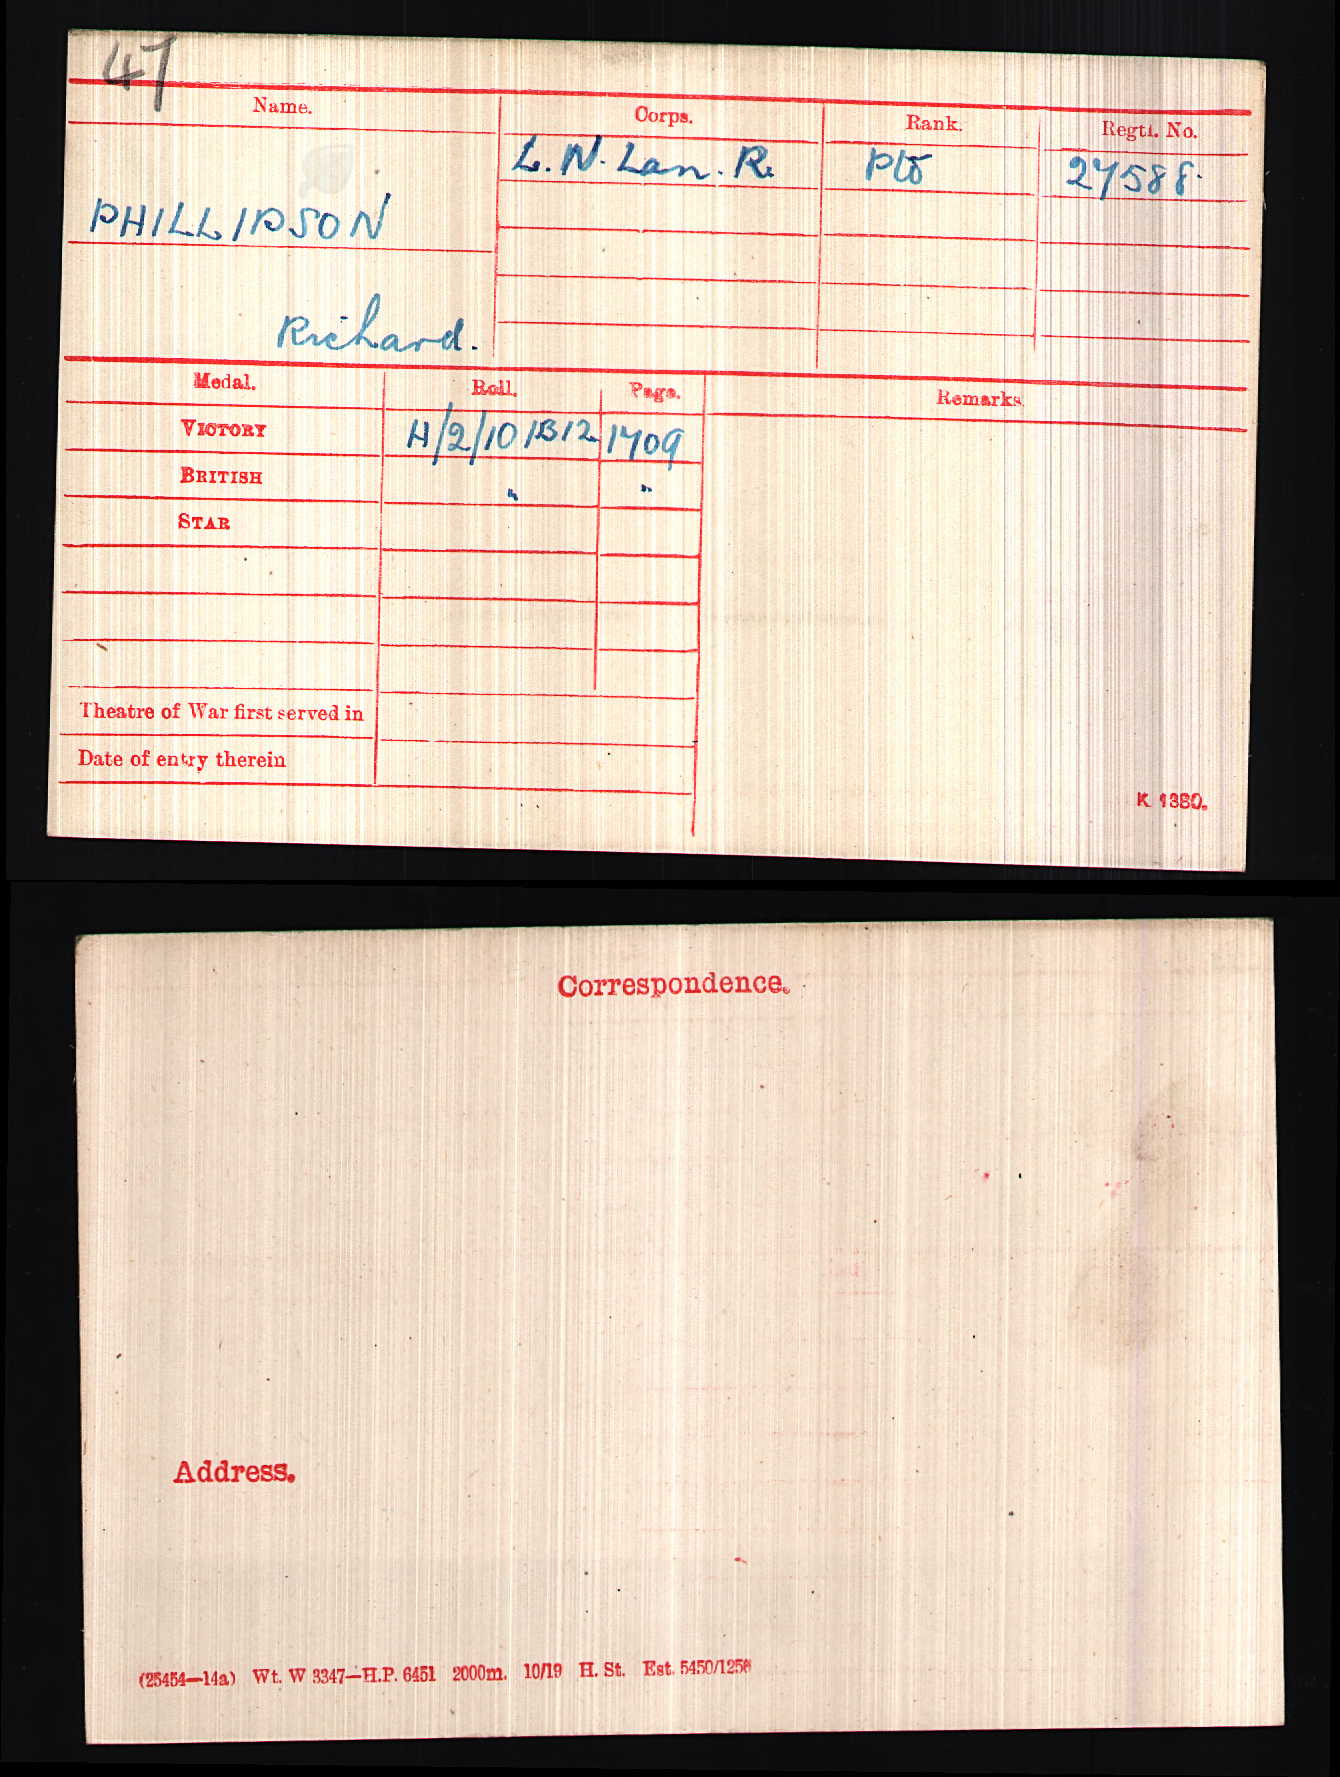 47
Name. Corps. Rank. Regtl. No.
L. N. Lan. R. Pte 27588.
PHILLIPSON
Richard.
Medal. Roll. Page. Remarks.
VICTORY H/2/101B12 1709
BRITISH " "
STAR
Theatre of War first served in
Date of entry therein
K 1380.
Correspondence.
Address.
(25454—14a) Wt. W 3347—H.P. 6451 2000m. 10/19 H. St. Est. 5450/1256